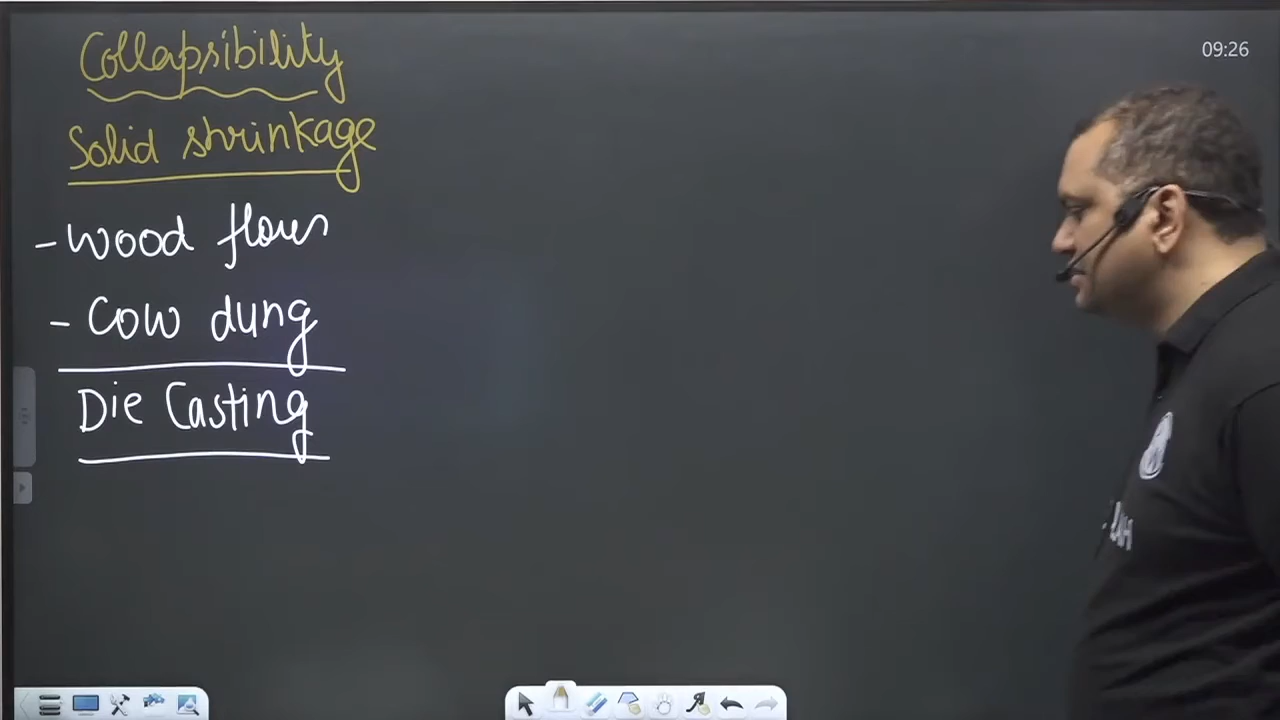 Collapsibility
Solid shrinkage
- Wood flour
- Cow dung
Die Casting
09:26